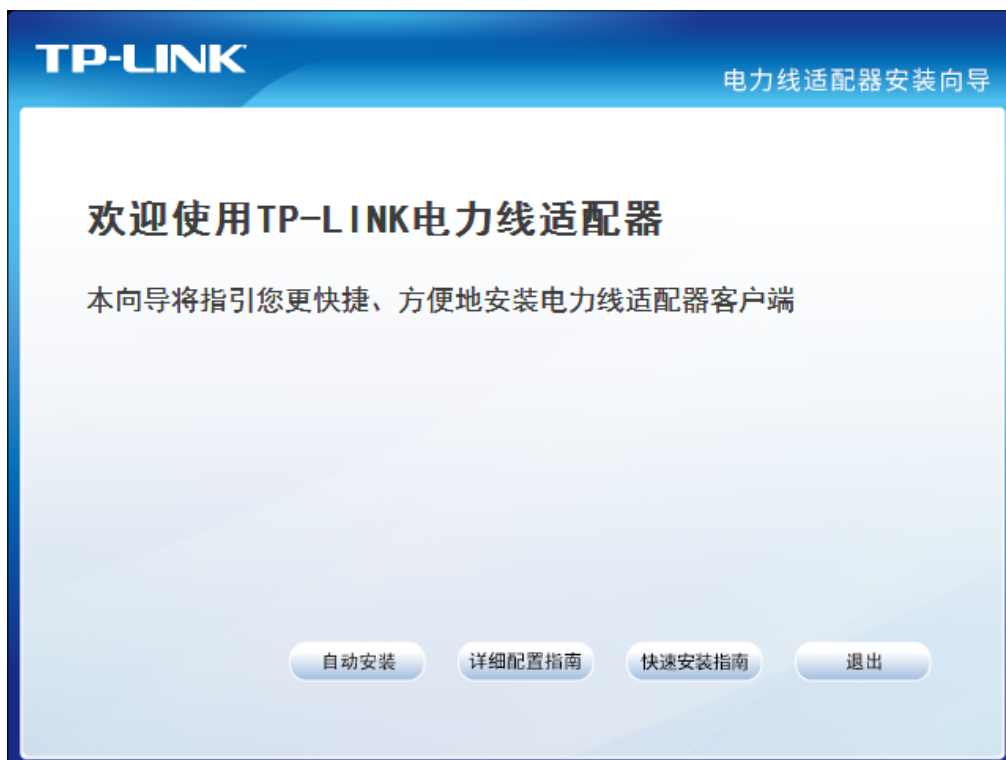 TP-LINK
电力线适配器安装向导
欢迎使用TP-LINK电力线适配器
本向导将指引您更快捷、方便地安装电力线适配器客户端
自动安装 详细配置指南 快速安装指南 退出